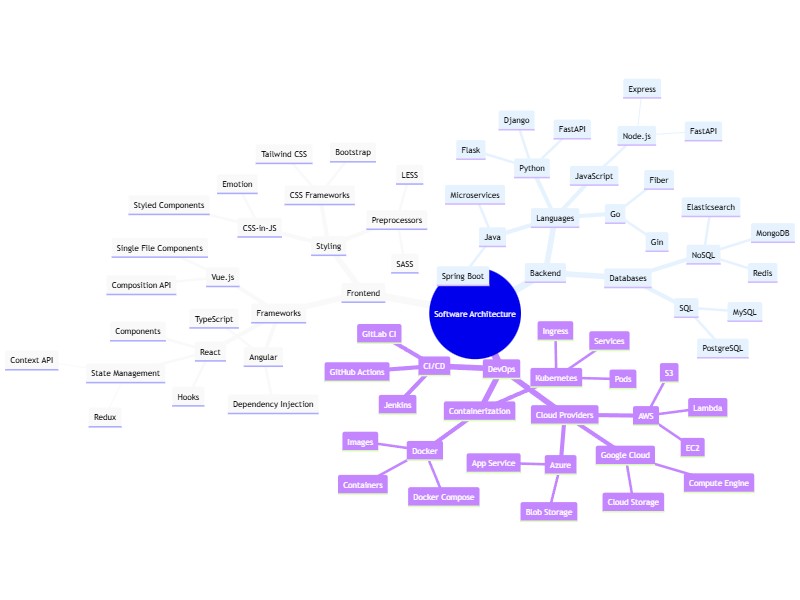 Express
Django
FastAPI
Node.js
FastAPI
Flask
Tailwind CSS
Bootstrap
Python
JavaScript
LESS
Fiber
Emotion
CSS Frameworks
Microservices
Styled Components
Elasticsearch
Preprocessors
Languages
Go
CSS-in-JS
Java
MongoDB
Single File Components
Styling
Gin
NoSQL
SASS
Vue.js
Spring Boot
Backend
Databases
Redis
Composition API
Frontend
SQL
MySQL
TypeScript
Frameworks
Software Architecture
Components
GitLab CI
Ingress
Services
PostgreSQL
React
Angular
Context API
State Management
GitHub Actions
CI/CD
DevOps
Kubernetes
Pods
S3
Hooks
Dependency Injection
Jenkins
Containerization
Cloud Providers
AWS
Lambda
Redux
Images
Docker
EC2
App Service
Azure
Google Cloud
Containers
Docker Compose
Compute Engine
Cloud Storage
Blob Storage